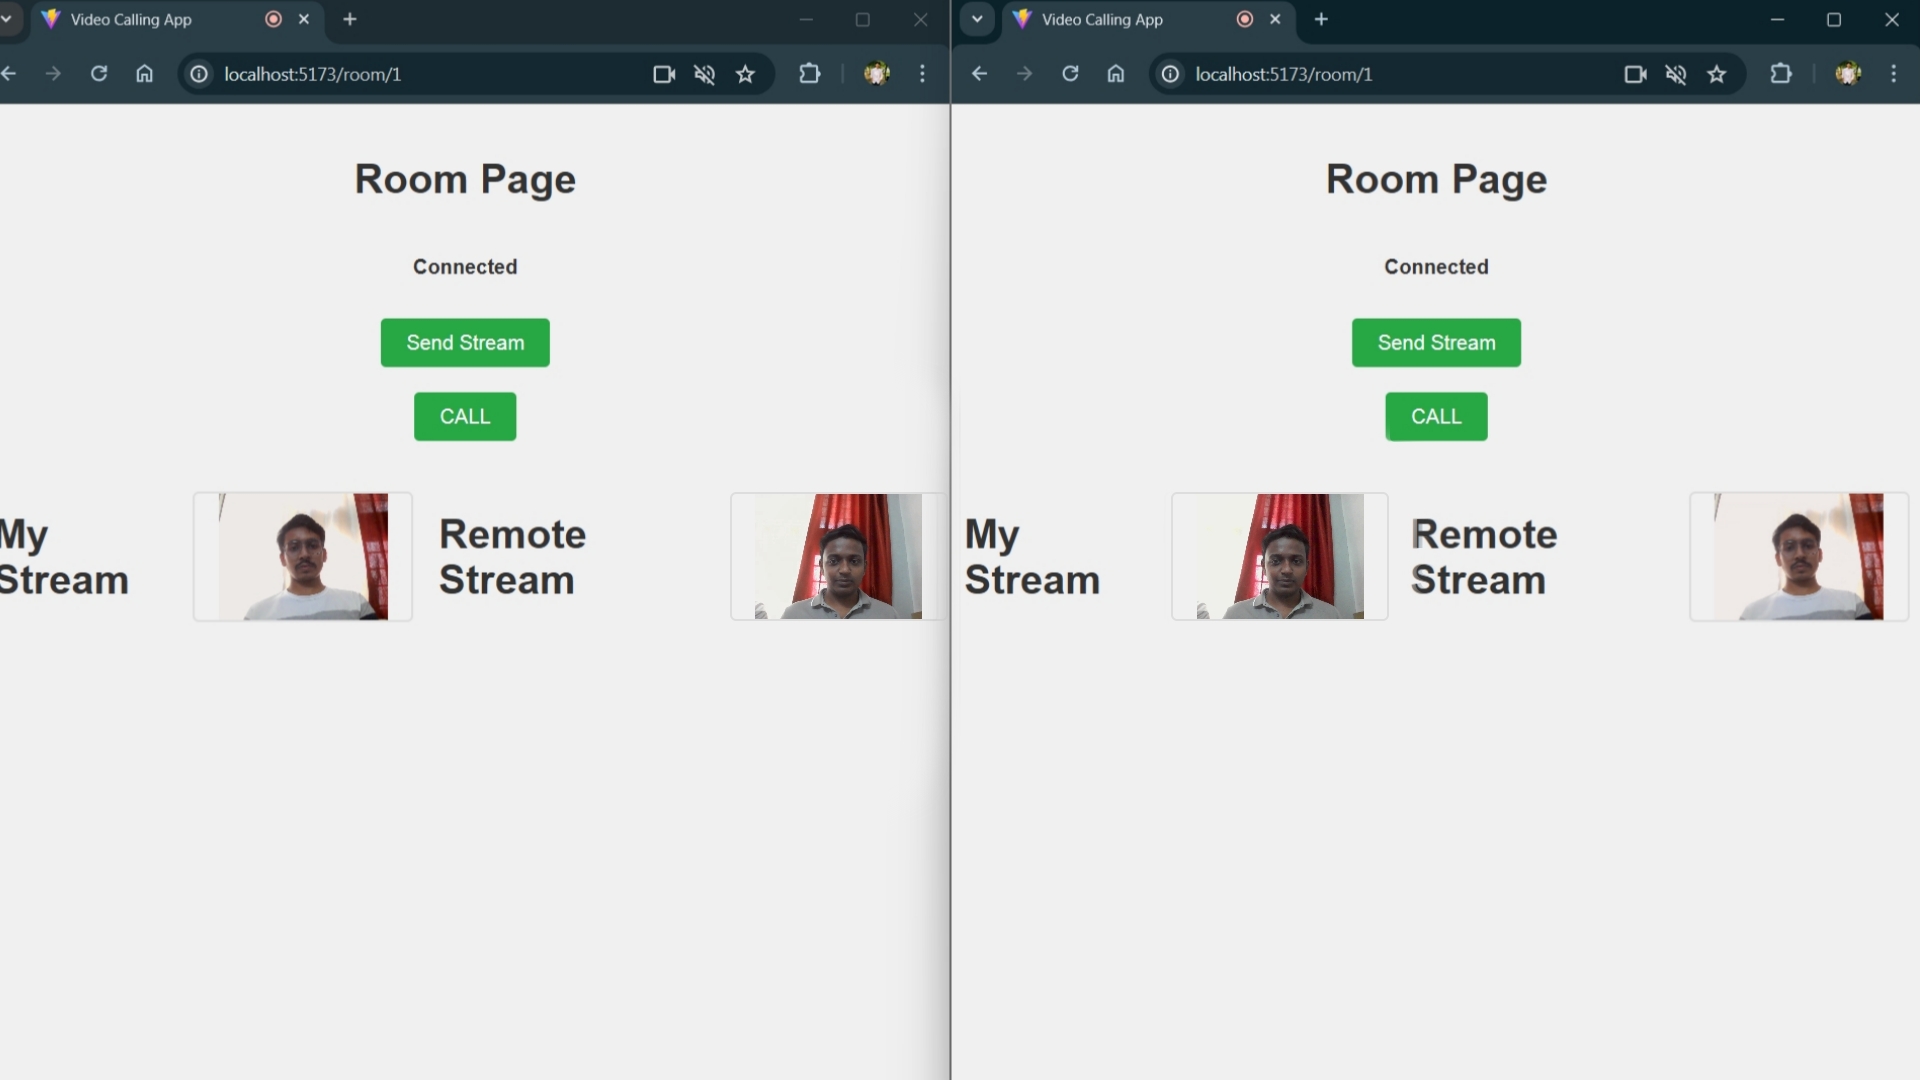 Video Calling App
localhost:5173/room/1
Room Page
Connected
Send Stream
CALL
My
Stream
Remote
Stream
Video Calling App
localhost:5173/room/1
Room Page
Connected
Send Stream
CALL
My
Stream
Remote
Stream